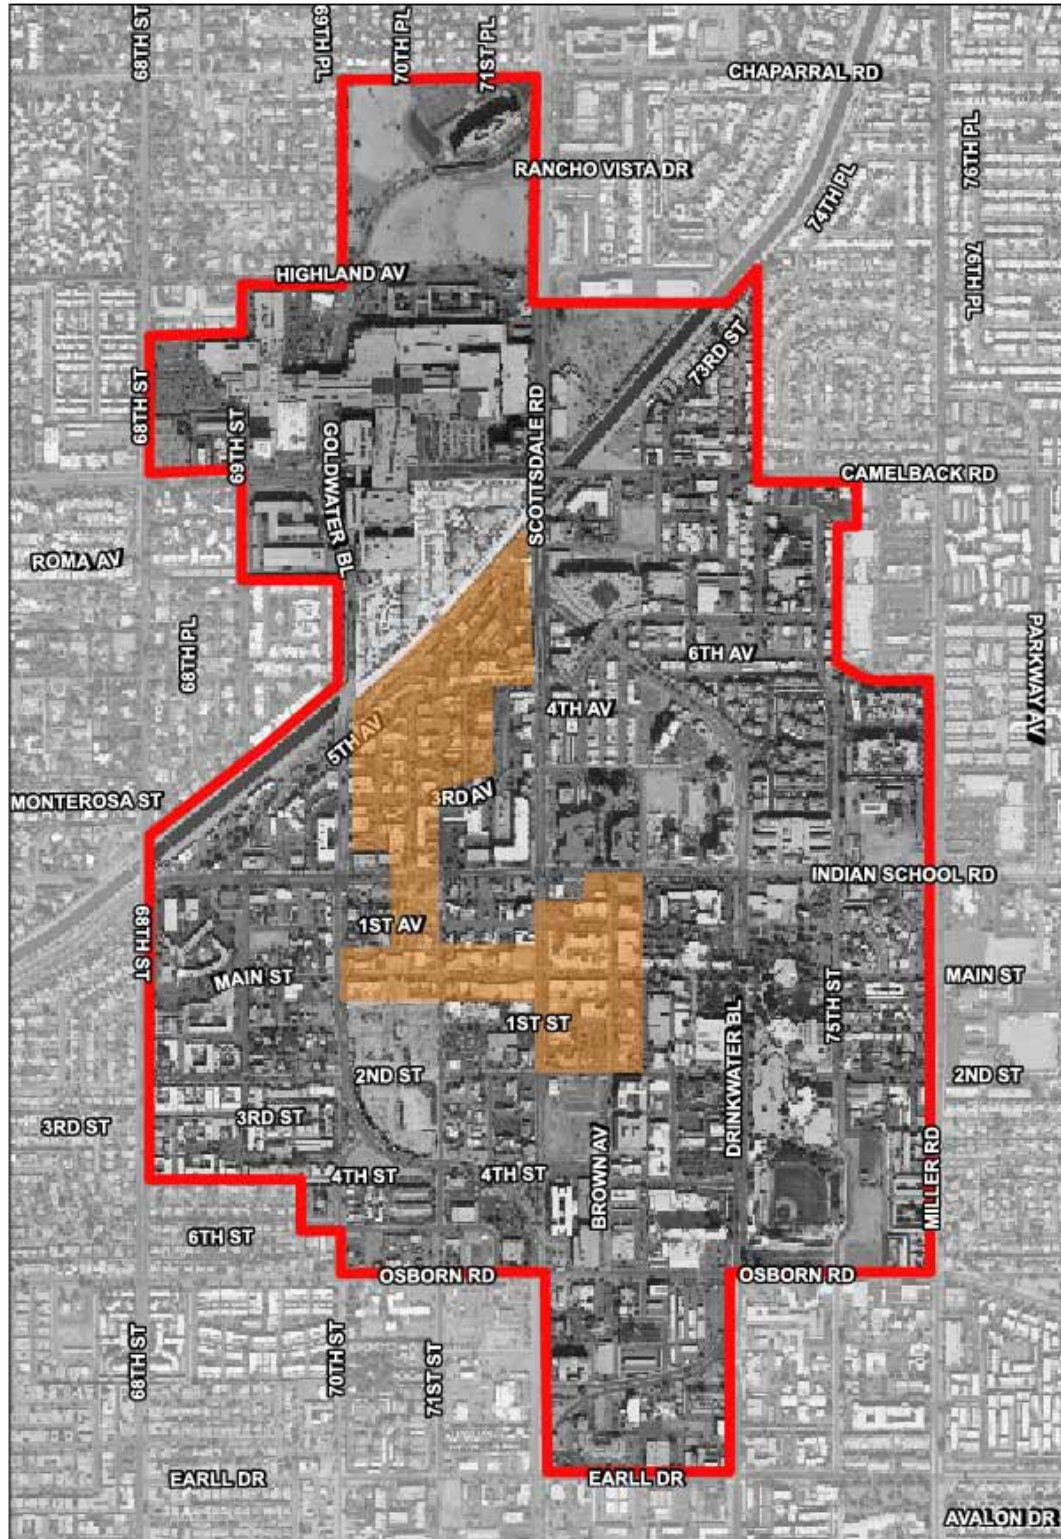 68TH ST
69TH PL
70TH PL
71ST PL
CHAPARRAL RD
76TH PL
RANCHO VISTA DR
74TH PL
HIGHLAND AV
76TH PL
73RD ST
68TH ST
69TH ST
GOLDWATER BL
SCOTTSDALE RD
CAMELBACK RD
ROMA AV
68TH PL
6TH AV
PARKWAY AV
4TH AV
5TH AV
MONTEROSA ST
3RD AV
INDIAN SCHOOL RD
68TH ST
1ST AV
MAIN ST
MAIN ST
75TH ST
1ST ST
DRINKWATER BL
2ND ST
2ND ST
3RD ST
3RD ST
4TH ST
4TH ST
BROWN AV
MILLER RD
6TH ST
OSBORN RD
OSBORN RD
68TH ST
70TH ST
71ST ST
EARLL DR
EARLL DR
AVALON DR